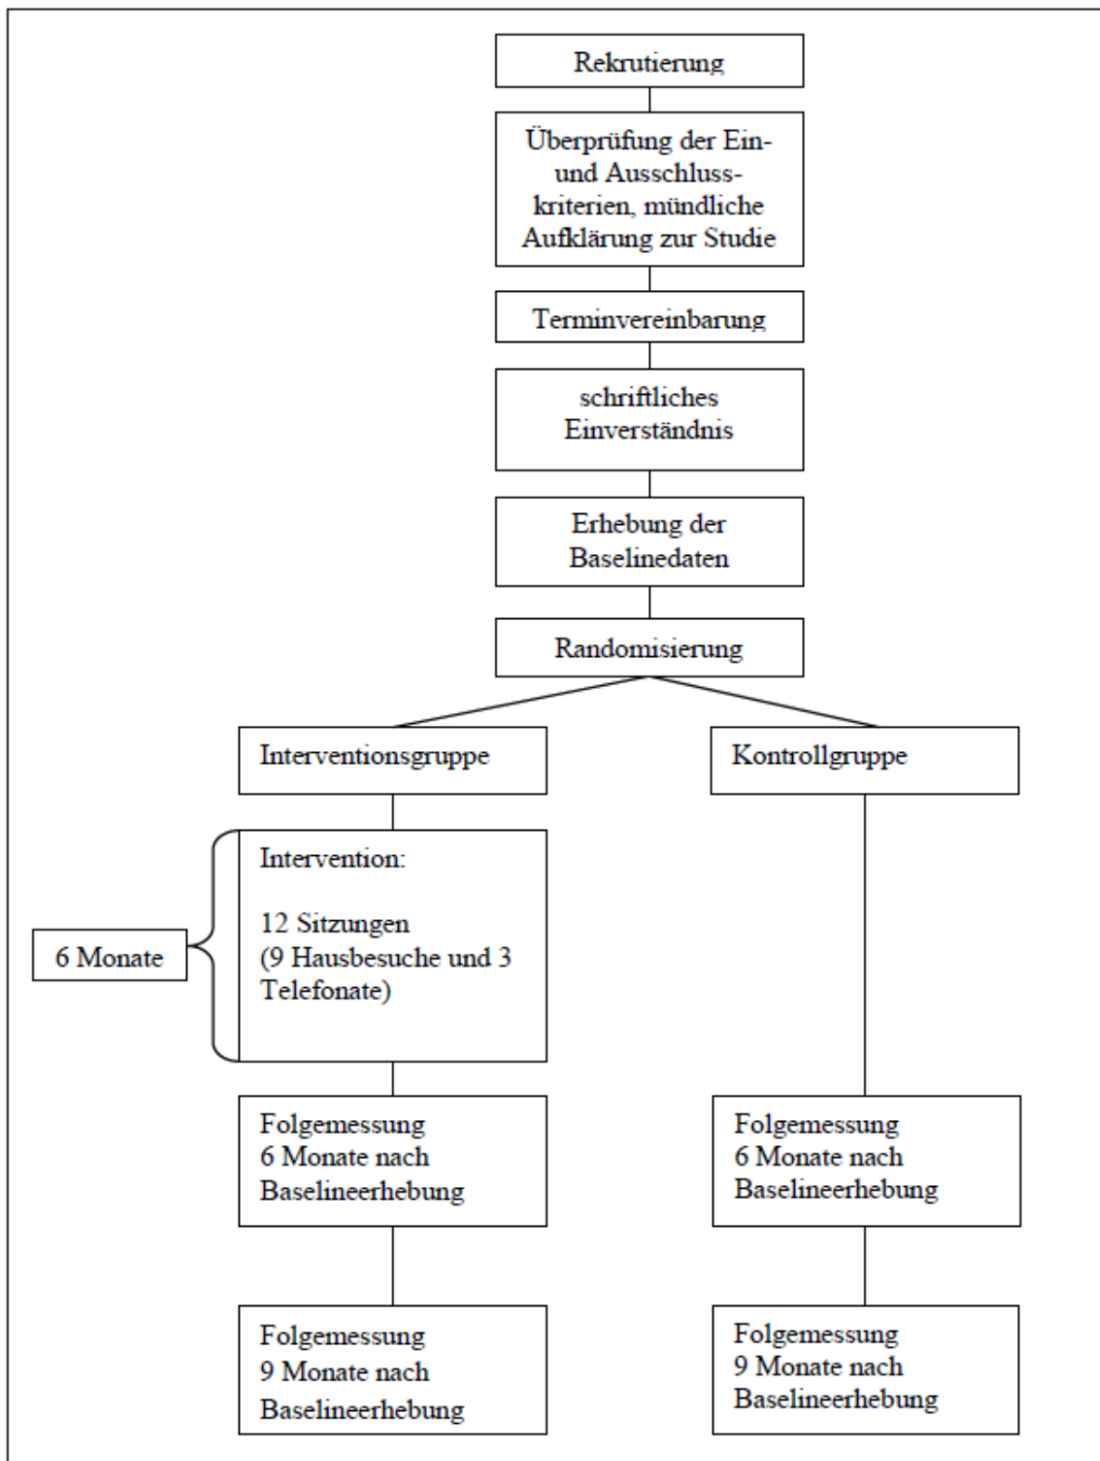 Rekrutierung
Überprüfung der Ein-
und Ausschluss-
kriterien, mündliche
Aufklärung zur Studie
Terminvereinbarung
schriftliches
Einverständnis
Erhebung der
Baselinedaten
Randomisierung
Interventionsgruppe
Kontrollgruppe
Intervention:
12 Sitzungen
(9 Hausbesuche und 3
Telefonate)
6 Monate
Folgemessung
6 Monate nach
Baselineerhebung
Folgemessung
6 Monate nach
Baselineerhebung
Folgemessung
9 Monate nach
Baselineerhebung
Folgemessung
9 Monate nach
Baselineerhebung